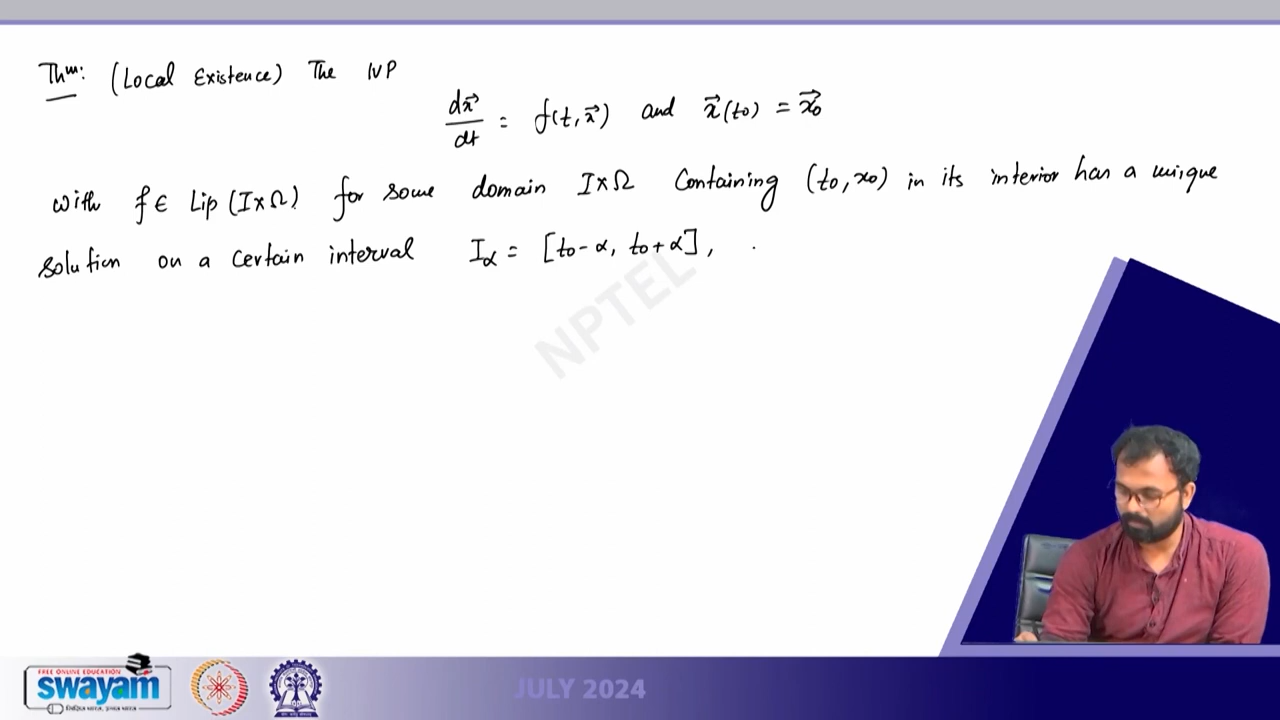 Thm: (Local Existence) The IVP
dx⃗/dt = f(t, x⃗) and x⃗(t0) = x⃗0
with f ∈ Lip (I×Ω) for some domain I×Ω containing (t0, x0) in its interior has a unique
solution on a certain interval Iα = [t0 - α, t0 + α],
NPTEL
FREE ONLINE EDUCATION
swayam
JULY 2024